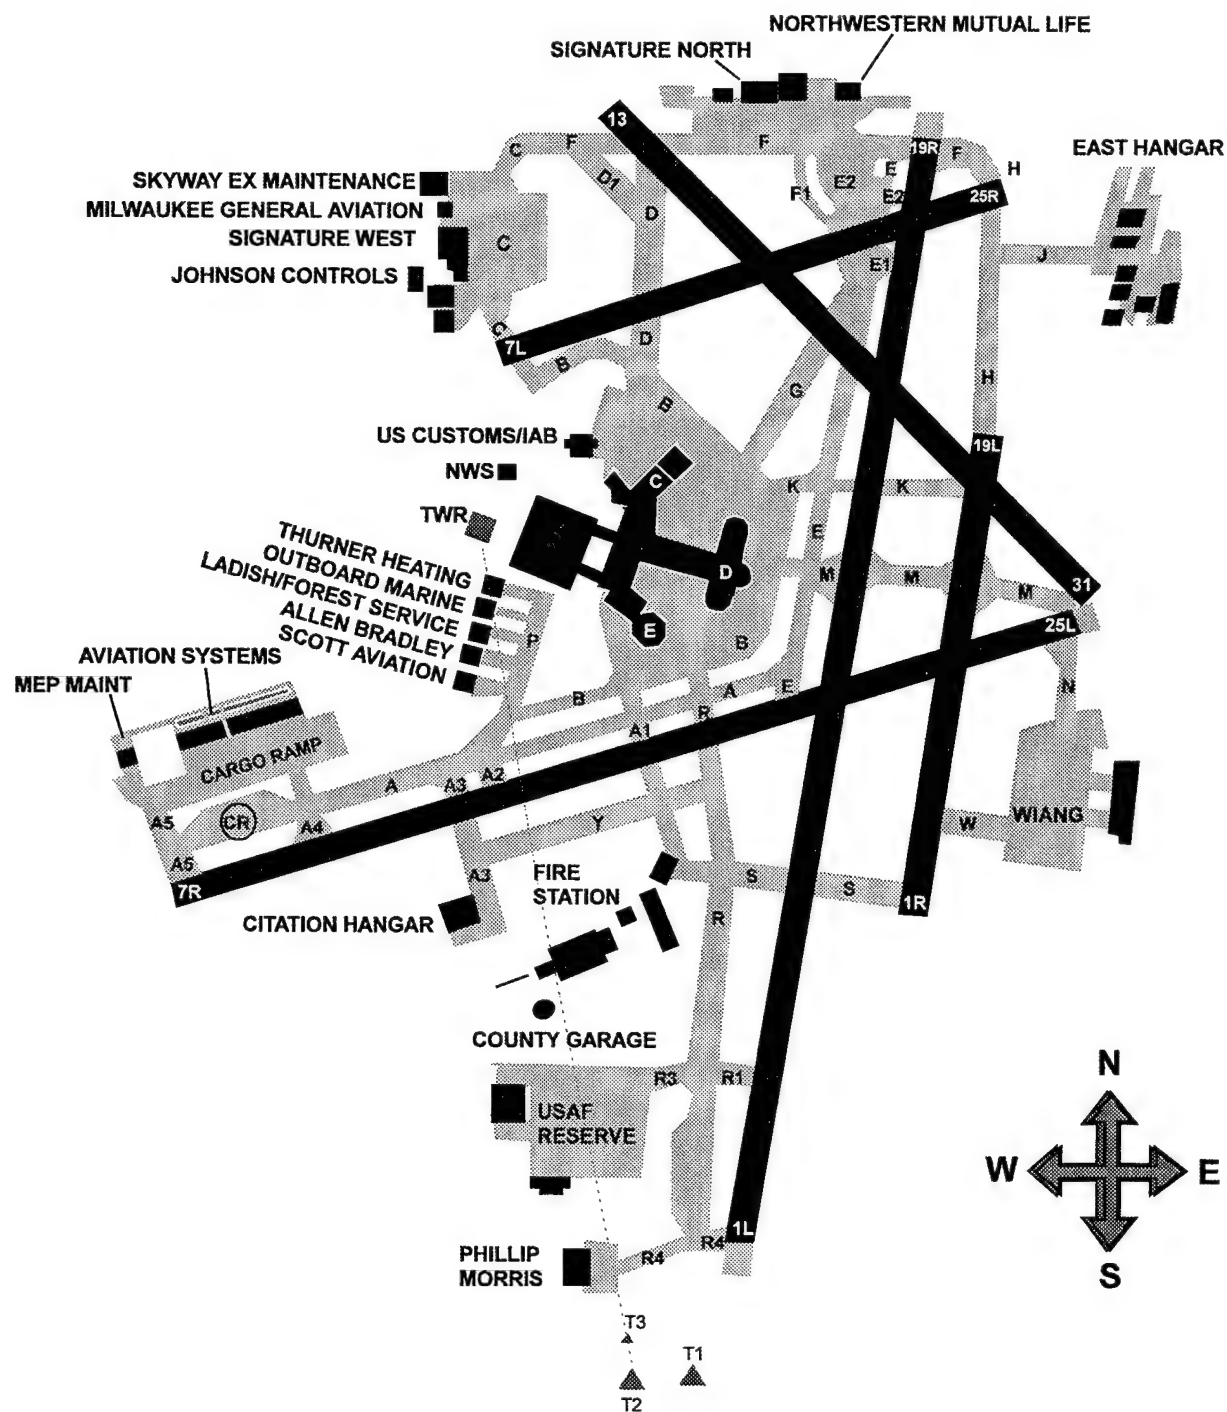 NORTHWESTERN MUTUAL LIFE
SIGNATURE NORTH
13
C
F
F
19R
E
F
H
EAST HANGAR
SKYWAY EX MAINTENANCE
D1
F1
E2
E2
25R
MILWAUKEE GENERAL AVIATION
D
SIGNATURE WEST
C
JOHNSON CONTROLS
E1
J
C
7L
D
B
G
H
B
US CUSTOMS/IAB
19L
NWS
C
K
K
TWR
E
THURNER HEATING
OUTBOARD MARINE
LADISH/FOREST SERVICE
ALLEN BRADLEY
SCOTT AVIATION
D
M
M
M
31
P
E
B
25L
AVIATION SYSTEMS
MEP MAINT
B
A
E
N
R
A1
CARGO RAMP
A
A3
A2
A5
CR
A4
Y
W
WIANG
A5
7R
A3
FIRE
STATION
S
S
1R
CITATION HANGAR
R
COUNTY GARAGE
R3
R1
USAF
RESERVE
N
W
E
S
1L
R4
R4
PHILLIP
MORRIS
T3
T1
T2